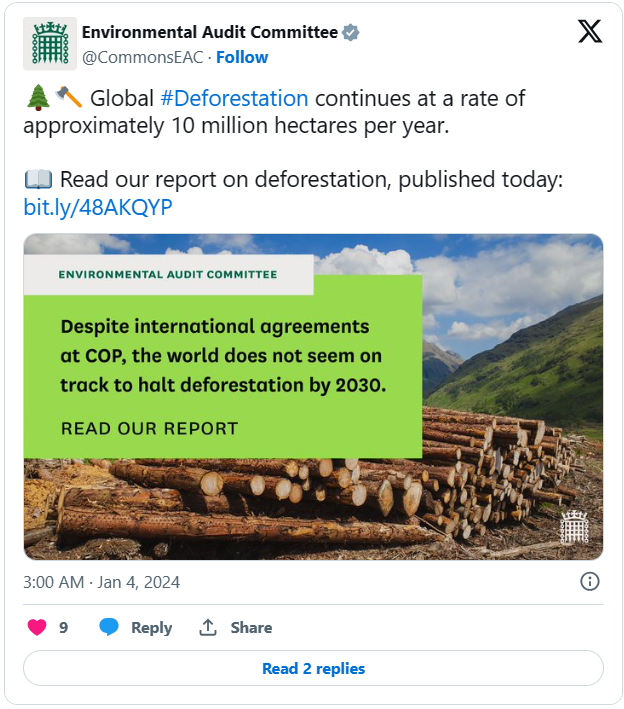 Environmental Audit Committee
@CommonsEAC · Follow
🌲🪓 Global #Deforestation continues at a rate of
approximately 10 million hectares per year.
📖 Read our report on deforestation, published today:
bit.ly/48AKQYP
ENVIRONMENTAL AUDIT COMMITTEE
Despite international agreements
at COP, the world does not seem on
track to halt deforestation by 2030.
READ OUR REPORT
3:00 AM · Jan 4, 2024
9 Reply Share
Read 2 replies